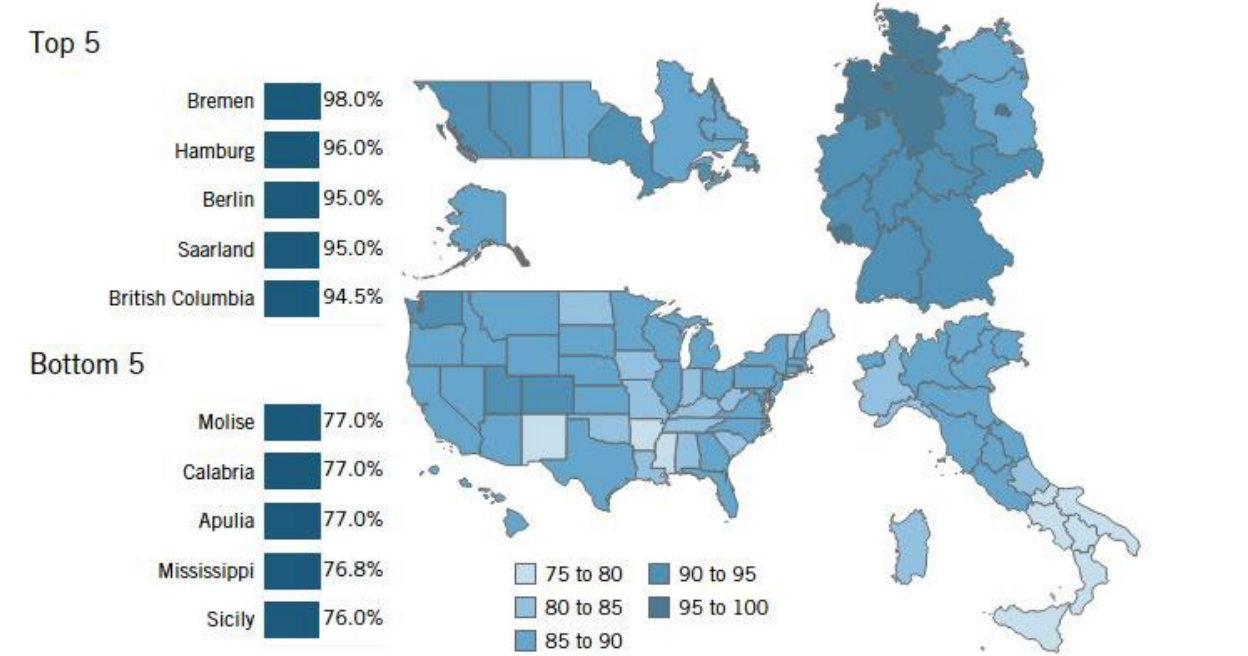 Top 5
Bremen 98.0%
Hamburg 96.0%
Berlin 95.0%
Saarland 95.0%
British Columbia 94.5%
Bottom 5
Molise 77.0%
Calabria 77.0%
Apulia 77.0%
Mississippi 76.8%
Sicily 76.0%
75 to 80
80 to 85
85 to 90
90 to 95
95 to 100